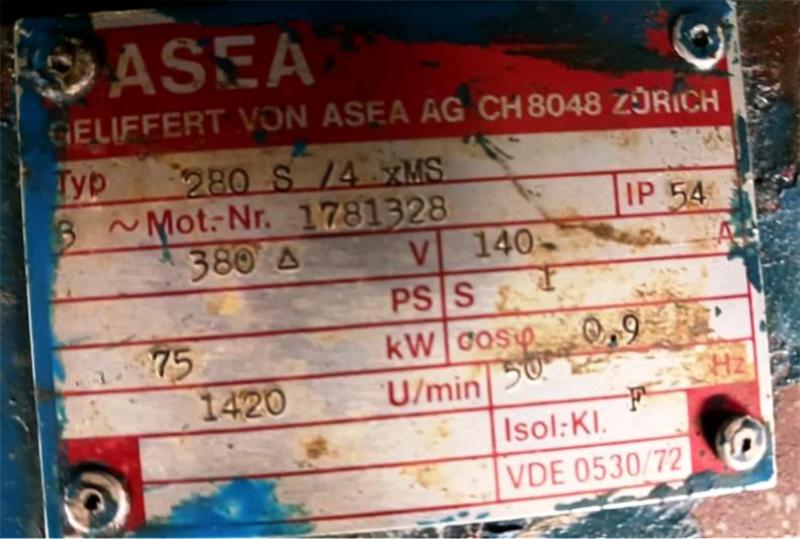 ASEA
GELIEFERT VON ASEA AG CH 8048 ZÜRICH
Typ 280 S /4 xMS
IP 54
3 ~ Mot.-Nr. 1781328
380 Δ V 140 A
PS S 1
75 kW cosφ 0,9
1420 U/min 50 Hz
Isol.-Kl. F
VDE 0530/72